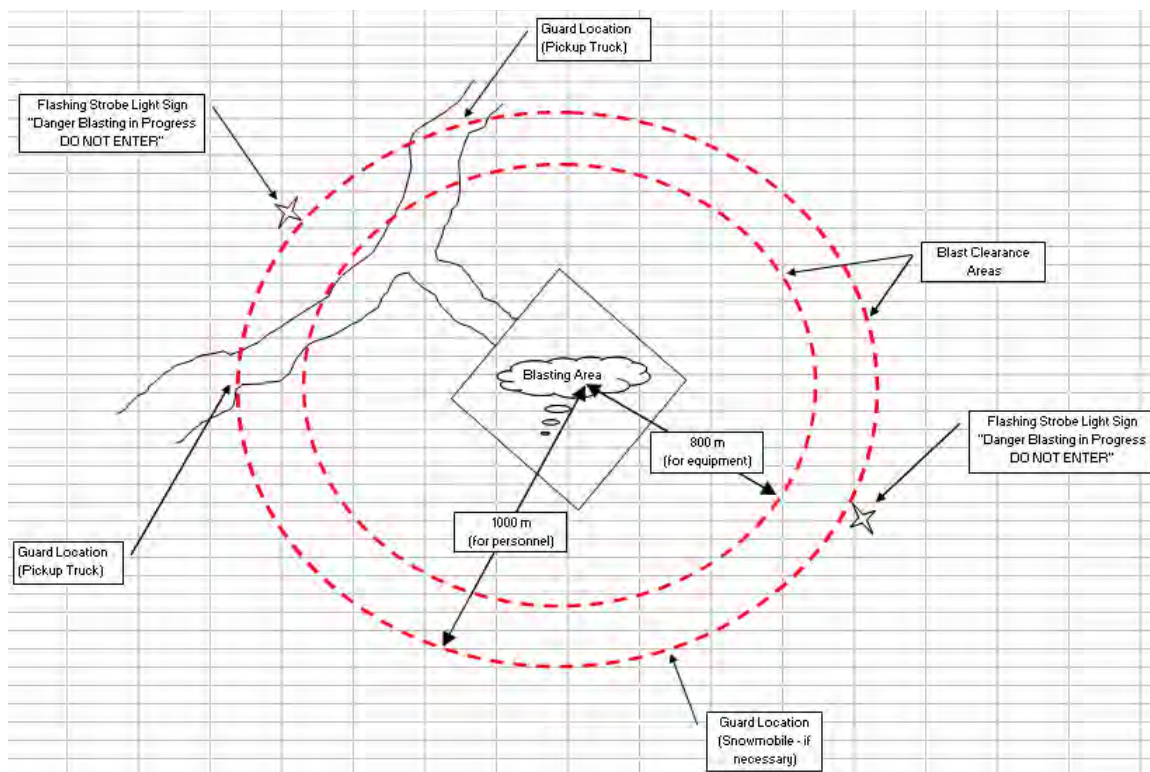 Guard Location
(Pickup Truck)
Flashing Strobe Light Sign
"Danger Blasting in Progress
DO NOT ENTER"
Blast Clearance
Areas
Blasting Area
800 m
(for equipment)
Flashing Strobe Light Sign
"Danger Blasting in Progress
DO NOT ENTER"
1000 m
(for personnel)
Guard Location
(Pickup Truck)
Guard Location
(Snowmobile - if
necessary)